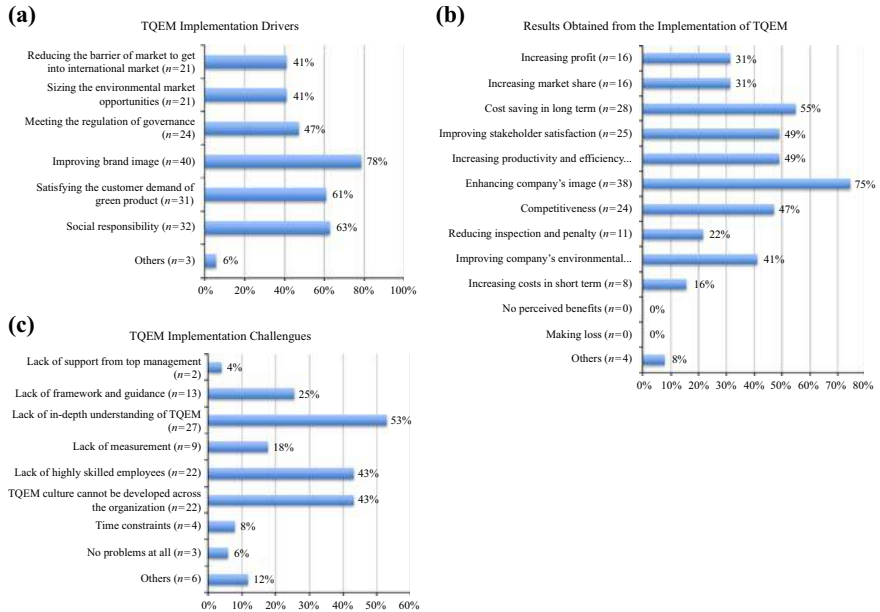 (a)
TQEM Implementation Drivers
Reducing the barrier of market to get
into international market (n=21)
41%
Sizing the environmental market
opportunities (n=21)
41%
Meeting the regulation of governance
(n=24)
47%
Improving brand image (n=40)
78%
Satisfying the customer demand of
green product (n=31)
61%
Social responsibility (n=32)
63%
Others (n=3)
6%
0% 20% 40% 60% 80% 100%
(b)
Results Obtained from the Implementation of TQEM
Increasing profit (n=16)
31%
Increasing market share (n=16)
31%
Cost saving in long term (n=28)
55%
Improving stakeholder satisfaction (n=25)
49%
Increasing productivity and efficiency...
49%
Enhancing company's image (n=38)
75%
Competitiveness (n=24)
47%
Reducing inspection and penalty (n=11)
22%
Improving company's environmental...
41%
Increasing costs in short term (n=8)
16%
No perceived benefits (n=0)
0%
Making loss (n=0)
0%
Others (n=4)
8%
0% 10% 20% 30% 40% 50% 60% 70% 80%
(c)
TQEM Implementation Challengues
Lack of support from top management
(n=2)
4%
Lack of framework and guidance (n=13)
25%
Lack of in-depth understanding of TQEM
(n=27)
53%
Lack of measurement (n=9)
18%
Lack of highly skilled employees (n=22)
43%
TQEM culture cannot be developed across
the organization (n=22)
43%
Time constraints (n=4)
8%
No problems at all (n=3)
6%
Others (n=6)
12%
0% 10% 20% 30% 40% 50% 60%